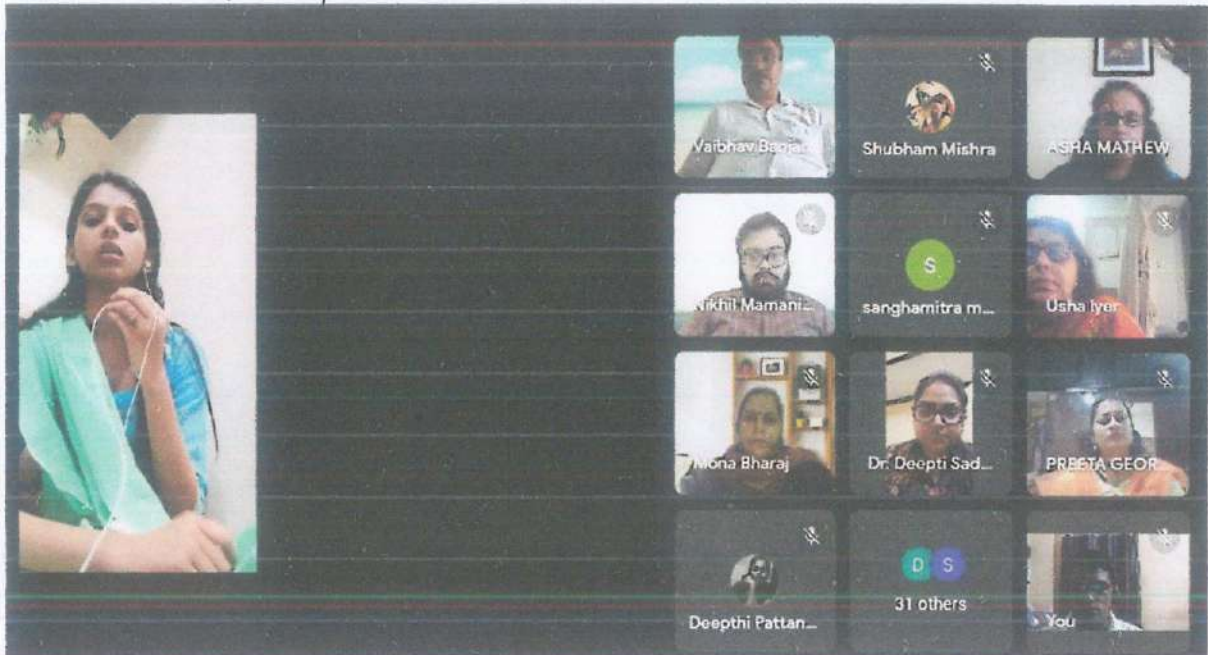 Vaibhav Banja
Shubham Mishra
ASHA MATHEW
Nikhil Mamani...
S
sanghamitra m...
Usha Iyer
Mona Bharaj
Dr. Deepti Sad...
PREETA GEOR...
Deepthi Pattan...
D S
31 others
You